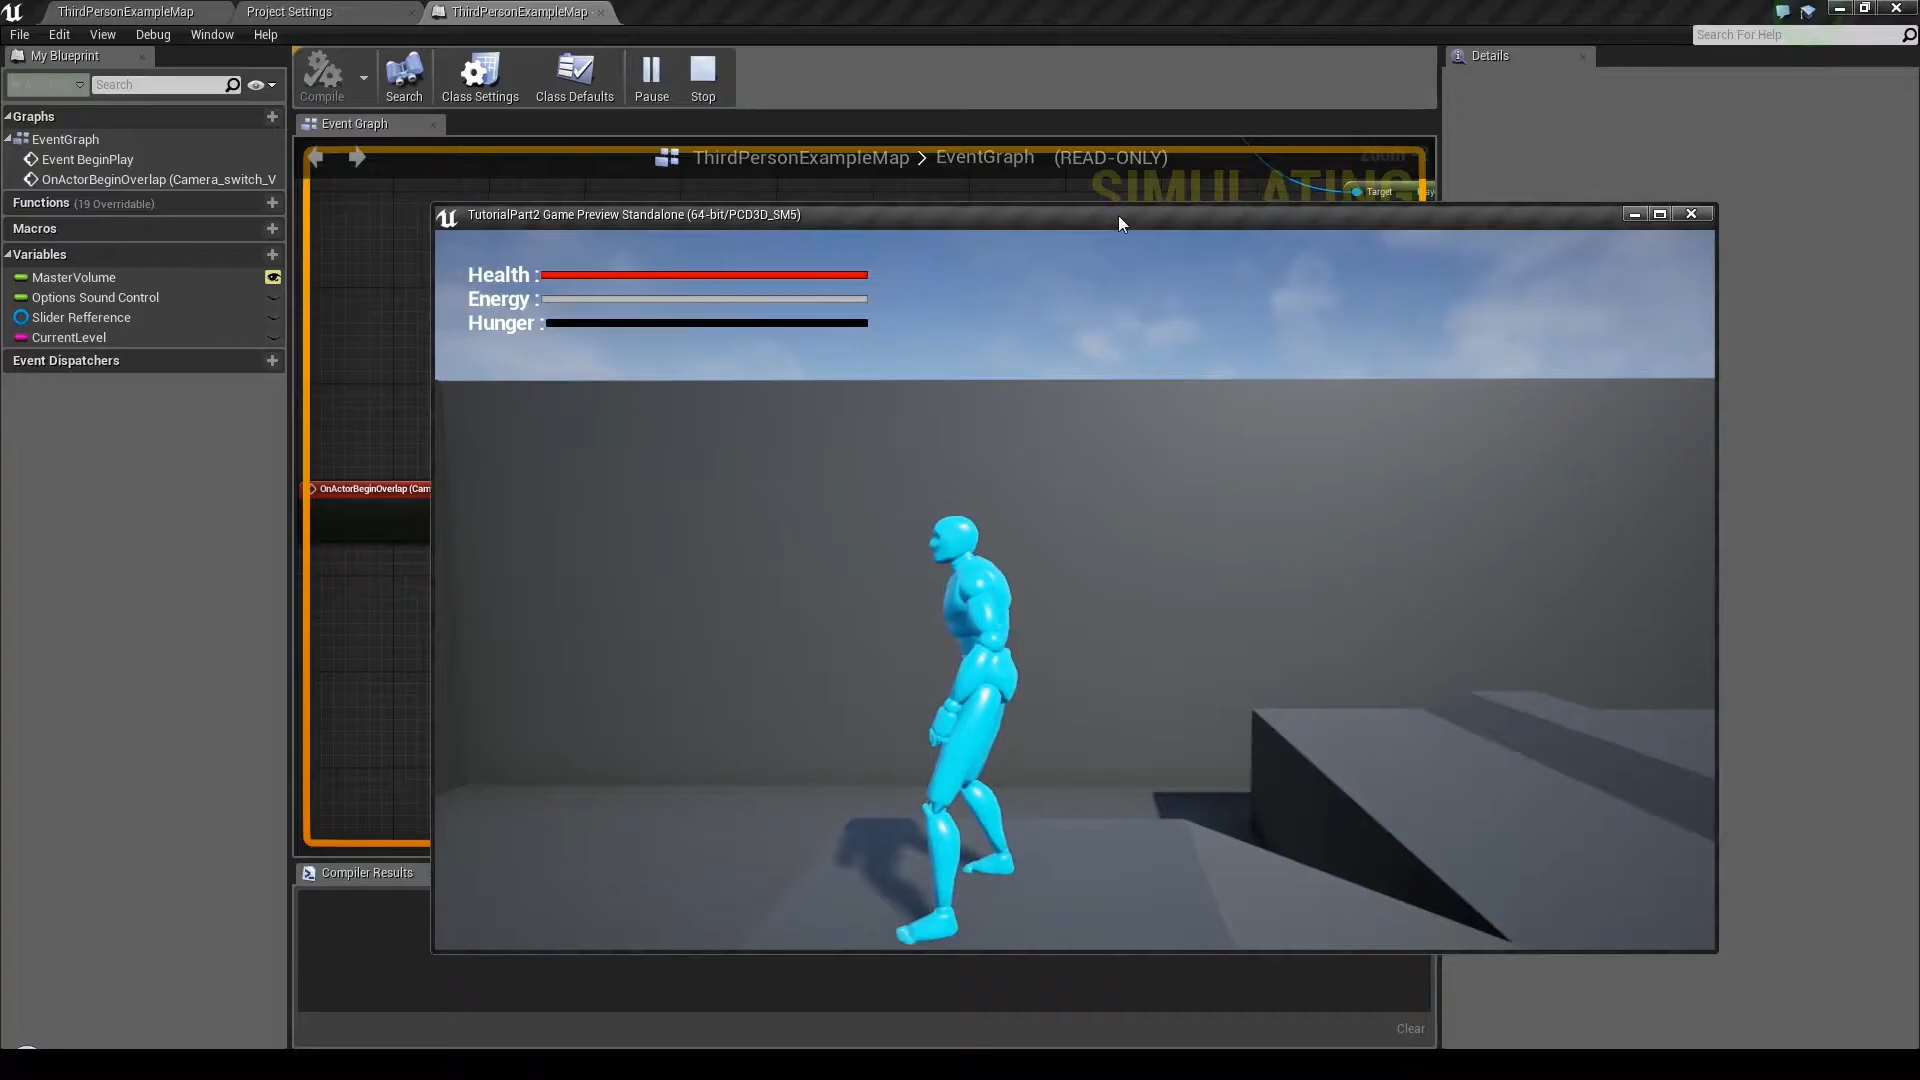 ThirdPersonExampleMap
Project Settings
ThirdPersonExampleMap
File Edit View Debug Window Help
Search For Help
My Blueprint
Search
Compile
Search
Class Settings
Class Defaults
Pause
Stop
Details
Event Graph
ThirdPersonExampleMap > EventGraph (READ-ONLY)
SIMULATING
Target
Graphs
EventGraph
Event BeginPlay
OnActorBeginOverlap (Camera_switch_V
Functions (19 Overridable)
Macros
Variables
MasterVolume
Options Sound Control
Slider Refference
CurrentLevel
Event Dispatchers
OnActorBeginOverlap (Cam
TutorialPart2 Game Preview Standalone (64-bit/PCD3D_SM5)
Health :
Energy :
Hunger :
Compiler Results
Clear